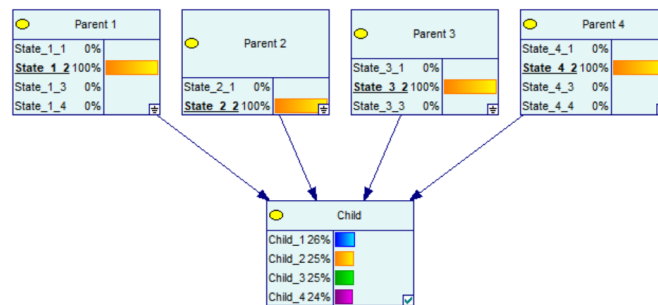 Parent 1
State_1_1 0%
State_1_2 100%
State_1_3 0%
State_1_4 0%
Parent 2
State_2_1 0%
State_2_2 100%
Parent 3
State_3_1 0%
State_3_2 100%
State_3_3 0%
Parent 4
State_4_1 0%
State_4_2 100%
State_4_3 0%
State_4_4 0%
Child
Child_1 26%
Child_2 25%
Child_3 25%
Child_4 24%